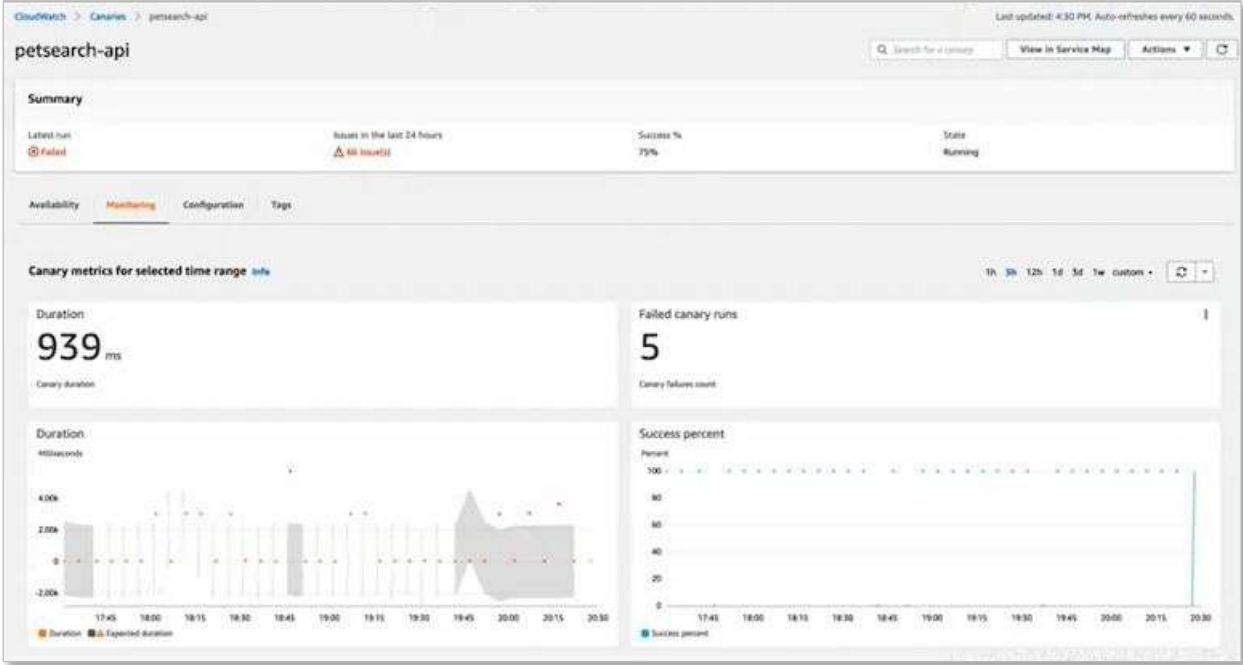 CloudWatch > Canaries > petsearch-api
Last updated: 4:30 PM. Auto-refreshes every 60 seconds.
petsearch-api
Search for a canary
View in Service Map
Actions
Summary
Latest run
Issues in the last 24 hours
Success %
State
Failed
66 issue(s)
75%
Running
Availability
Monitoring
Configuration
Tags
Canary metrics for selected time range Info
1h 3h 12h 1d 3d 1w custom
Duration
939 ms
Canary duration
Failed canary runs
5
Canary failures count
Duration
Milliseconds
4.00k
2.00k
0
-2.00k
17:45 18:00 18:15 18:30 18:45 19:00 19:15 19:30 19:45 20:00 20:15 20:30
Duration Expected duration
Success percent
Percent
100
80
60
40
20
0
17:45 18:00 18:15 18:30 18:45 19:00 19:15 19:30 19:45 20:00 20:15 20:30
Success percent